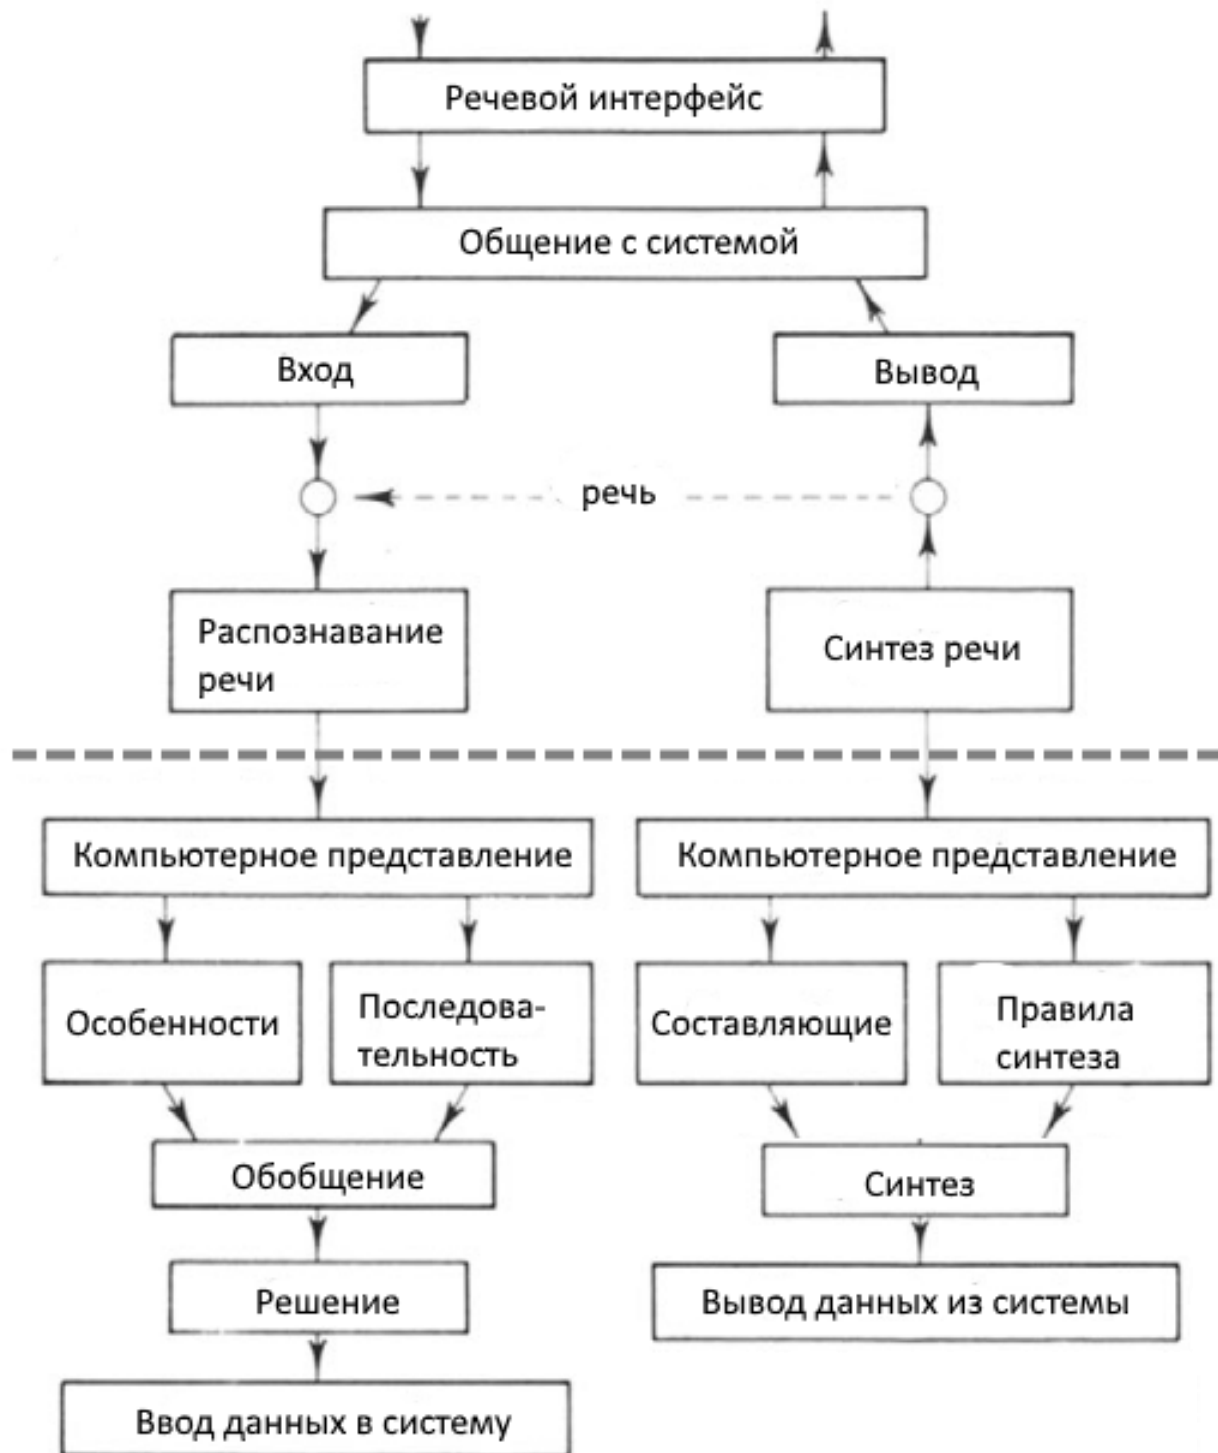 Речевой интерфейс
Общение с системой
Вход
Вывод
речь
Распознавание
речи
Синтез речи
Компьютерное представление
Компьютерное представление
Особенности
Последова-
тельность
Составляющие
Правила
синтеза
Обобщение
Синтез
Решение
Вывод данных из системы
Ввод данных в систему